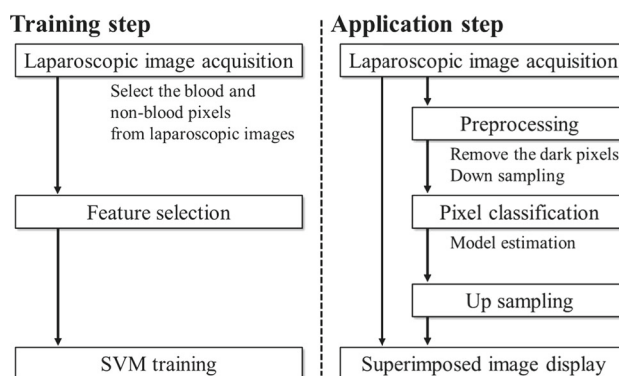 Training step
Laparoscopic image acquisition
Select the blood and
non-blood pixels
from laparoscopic images
Feature selection
SVM training
Application step
Laparoscopic image acquisition
Preprocessing
Remove the dark pixels
Down sampling
Pixel classification
Model estimation
Up sampling
Superimposed image display